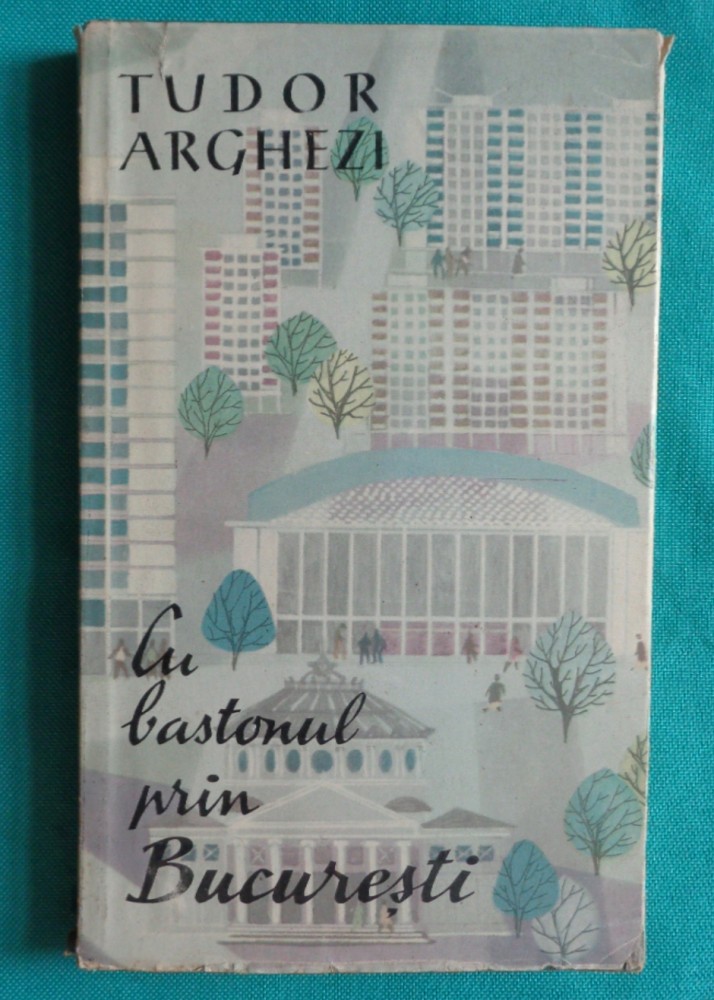 TUDOR
ARGHEZI
Cu
bastonul
prin
București